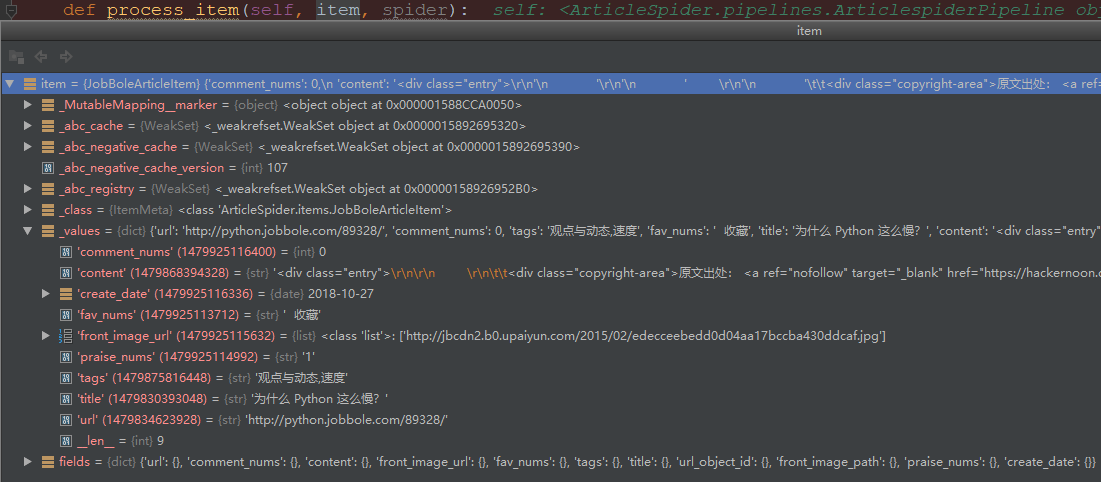 def process_item(self, item, spider):   self: <ArticleSpider.pipelines.ArticlespiderPipeline obj
item
item = {JobBoleArticleItem} {'comment_nums': 0,\n 'content': '<div class="entry">\r\n'\n '\r\n'\n ' \r\n'\n '\t\t<div class="copyright-area">原文出处： <a ref=
_MutableMapping__marker = {object} <object object at 0x000001588CCA0050>
_abc_cache = {WeakSet} <_weakrefset.WeakSet object at 0x0000015892695320>
_abc_negative_cache = {WeakSet} <_weakrefset.WeakSet object at 0x0000015892695390>
_abc_negative_cache_version = {int} 107
_abc_registry = {WeakSet} <_weakrefset.WeakSet object at 0x00000158926952B0>
_class = {ItemMeta} <class 'ArticleSpider.items.JobBoleArticleItem'>
_values = {dict} {'url': 'http://python.jobbole.com/89328/', 'comment_nums': 0, 'tags': '观点与动态,速度', 'fav_nums': ' 收藏', 'title': '为什么 Python 这么慢？', 'content': '<div class="entry
'comment_nums' (1479925116400) = {int} 0
'content' (1479868394328) = {str} '<div class="entry">\r\n\r\n \r\n\t\t<div class="copyright-area">原文出处： <a ref="nofollow" target="_blank" href="https://hackernoon.c
'create_date' (1479925116336) = {date} 2018-10-27
'fav_nums' (1479925113712) = {str} ' 收藏'
'front_image_url' (1479925115632) = {list} <class 'list'>: ['http://jbcdn2.b0.upaiyun.com/2015/02/edecceebedd0d04aa17bccba430ddcaf.jpg']
'praise_nums' (1479925114992) = {str} '1'
'tags' (1479875816448) = {str} '观点与动态,速度'
'title' (1479830393048) = {str} '为什么 Python 这么慢？'
'url' (1479834623928) = {str} 'http://python.jobbole.com/89328/'
__len__ = {int} 9
fields = {dict} {'url': {}, 'comment_nums': {}, 'content': {}, 'front_image_url': {}, 'fav_nums': {}, 'tags': {}, 'title': {}, 'url_object_id': {}, 'front_image_path': {}, 'praise_nums': {}, 'create_date': {}}